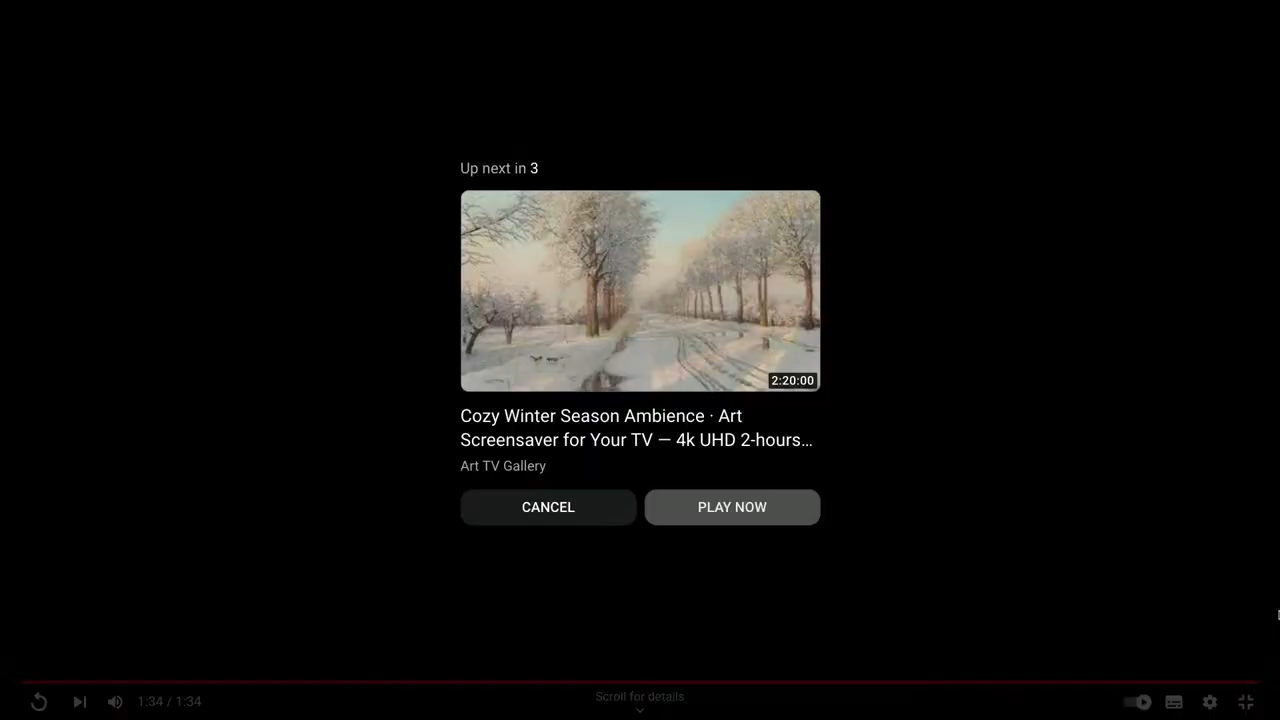 Up next in 3
2:20:00
Cozy Winter Season Ambience · Art
Screensaver for Your TV — 4k UHD 2-hours...
Art TV Gallery
CANCEL
PLAY NOW
1:34 / 1:34
Scroll for details